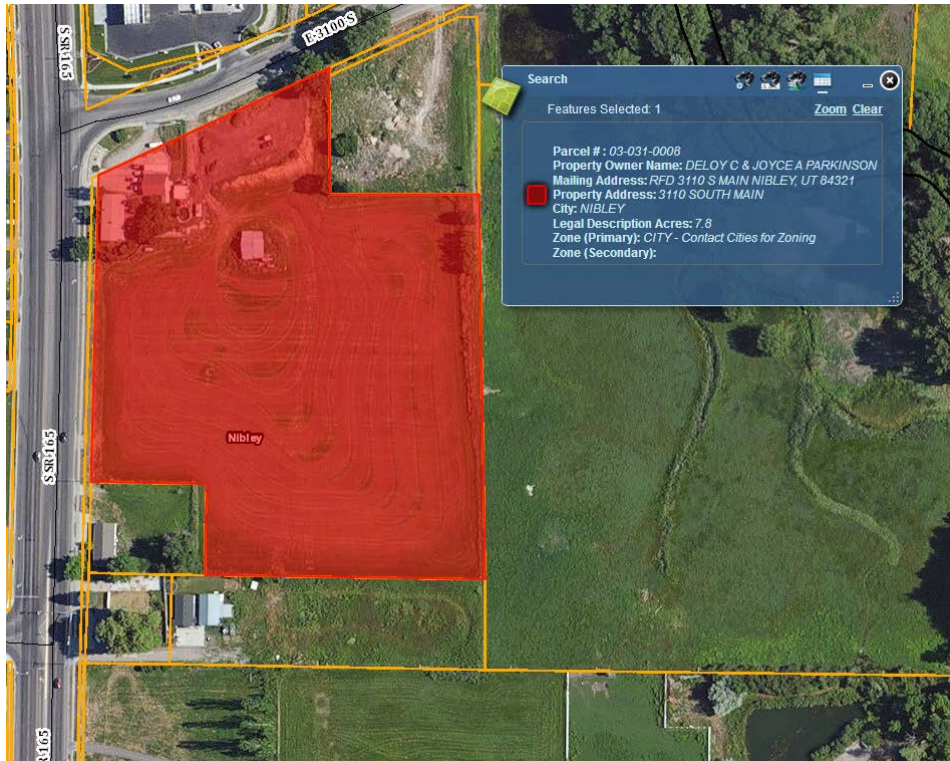 S SR 165
E 3100 S
Search
Features Selected: 1
Zoom Clear
Parcel # : 03-031-0008
Property Owner Name: DELOY C & JOYCE A PARKINSON
Mailing Address: RFD 3110 S MAIN NIBLEY, UT 84321
Property Address: 3110 SOUTH MAIN
City: NIBLEY
Legal Description Acres: 7.8
Zone (Primary): CITY - Contact Cities for Zoning
Zone (Secondary):
Nibley
S SR 165
R 165